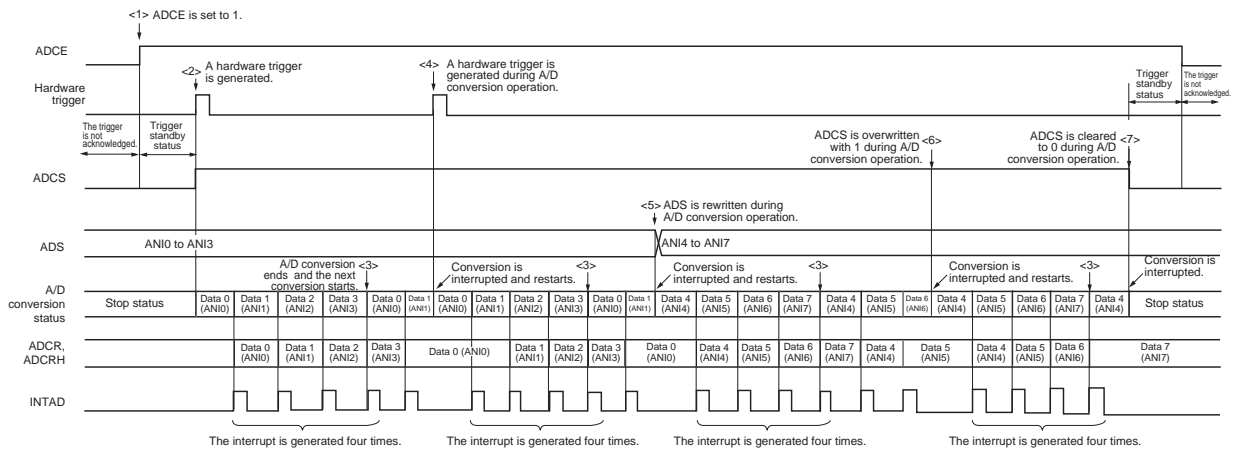 <1> ADCE is set to 1.
ADCE
<2> A hardware trigger
is generated.
<4> A hardware trigger is
generated during A/D
conversion operation.
Hardware
trigger
The trigger
is not
acknowledged.
Trigger
standby
status
Trigger
standby
status
The trigger
is not
acknowledged.
ADCS is overwritten
with 1 during A/D
conversion operation.
<6>
ADCS is cleared
to 0 during A/D
conversion operation.
<7>
ADCS
<5> ADS is rewritten during
A/D conversion operation.
ADS
ANI0 to ANI3
ANI4 to ANI7
A/D conversion
ends and the next
conversion starts.
<3>
Conversion is
interrupted and restarts.
<3>
Conversion is
interrupted and restarts.
<3>
Conversion is
interrupted and restarts.
<3>
Conversion is
interrupted.
A/D
conversion
status
Stop status
Data 0
(ANI0)
Data 1
(ANI1)
Data 2
(ANI2)
Data 3
(ANI3)
Data 0
(ANI0)
Data 1
(ANI1)
Data 0
(ANI0)
Data 1
(ANI1)
Data 2
(ANI2)
Data 3
(ANI3)
Data 0
(ANI0)
Data 1
(ANI1)
Data 4
(ANI4)
Data 5
(ANI5)
Data 6
(ANI6)
Data 7
(ANI7)
Data 4
(ANI4)
Data 5
(ANI5)
Data 6
(ANI6)
Data 4
(ANI4)
Data 5
(ANI5)
Data 6
(ANI6)
Data 7
(ANI7)
Data 4
(ANI4)
Stop status
ADCR,
ADCRH
Data 0
(ANI0)
Data 1
(ANI1)
Data 2
(ANI2)
Data 3
(ANI3)
Data 0 (ANI0)
Data 1
(ANI1)
Data 2
(ANI2)
Data 3
(ANI3)
Data 0
(ANI0)
Data 4
(ANI4)
Data 5
(ANI5)
Data 6
(ANI6)
Data 7
(ANI7)
Data 4
(ANI4)
Data 5
(ANI5)
Data 4
(ANI4)
Data 5
(ANI5)
Data 6
(ANI6)
Data 7
(ANI7)
INTAD
The interrupt is generated four times.
The interrupt is generated four times.
The interrupt is generated four times.
The interrupt is generated four times.